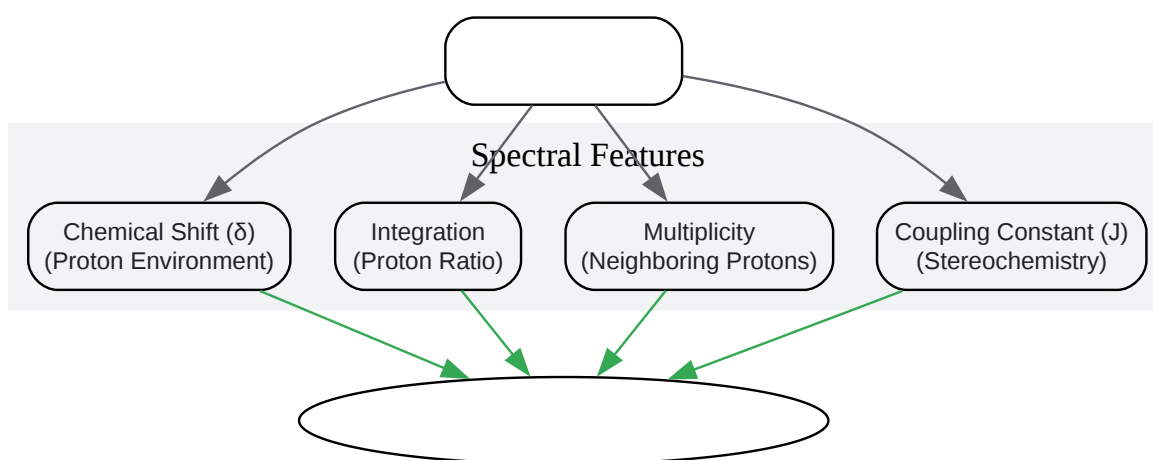 Spectral Features
Chemical Shift (δ)
(Proton Environment)
Integration
(Proton Ratio)
Multiplicity
(Neighboring Protons)
Coupling Constant (J)
(Stereochemistry)